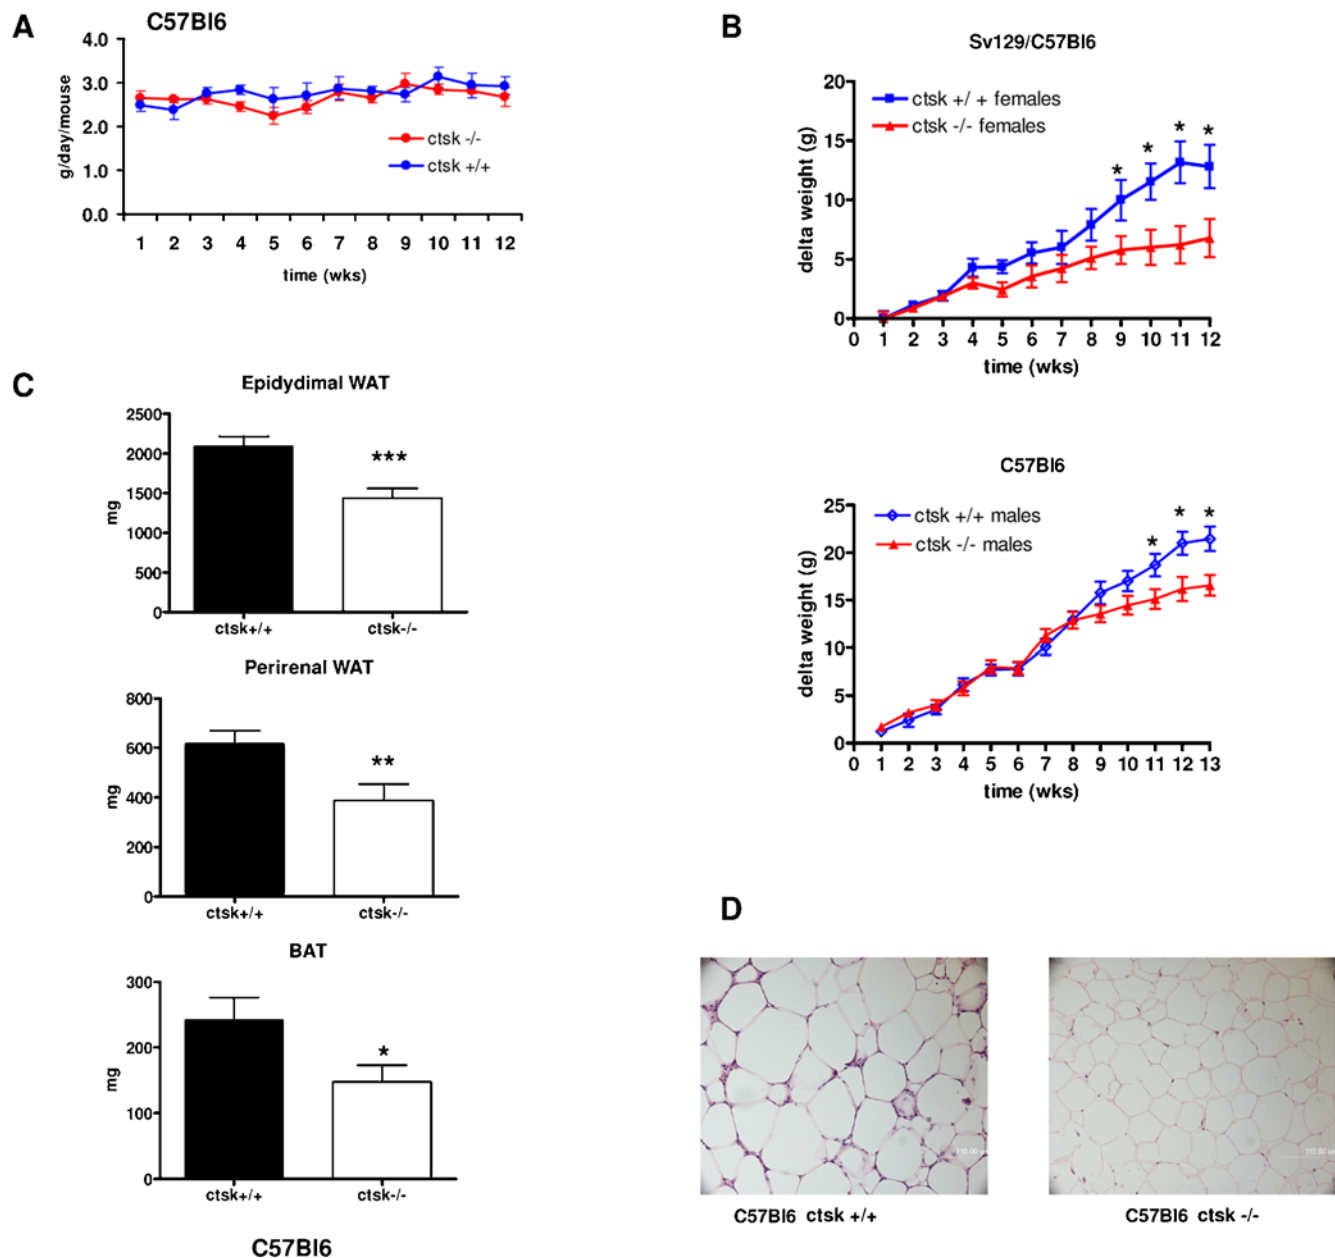 A
C57Bl6
4.0
3.0
2.0
1.0
0.0
g/day/mouse
ctsk -/-
ctsk +/+
1 2 3 4 5 6 7 8 9 10 11 12
time (wks)
B
Sv129/C57Bl6
20
15
10
5
0
delta weight (g)
ctsk +/+ females
ctsk -/- females
* * * *
0 1 2 3 4 5 6 7 8 9 10 11 12
time (wks)
C57Bl6
25
20
15
10
5
0
delta weight (g)
ctsk +/+ males
ctsk -/- males
* * *
0 1 2 3 4 5 6 7 8 9 10 11 12 13
time (wks)
C
Epidydimal WAT
2500
2000
1500
1000
500
0
mg
***
ctsk+/+ ctsk-/-
Perirenal WAT
800
600
400
200
0
mg
**
ctsk+/+ ctsk-/-
BAT
300
200
100
0
mg
*
ctsk+/+ ctsk-/-
C57Bl6
D
110.00 u
110.00 um
C57Bl6 ctsk +/+
C57Bl6 ctsk -/-